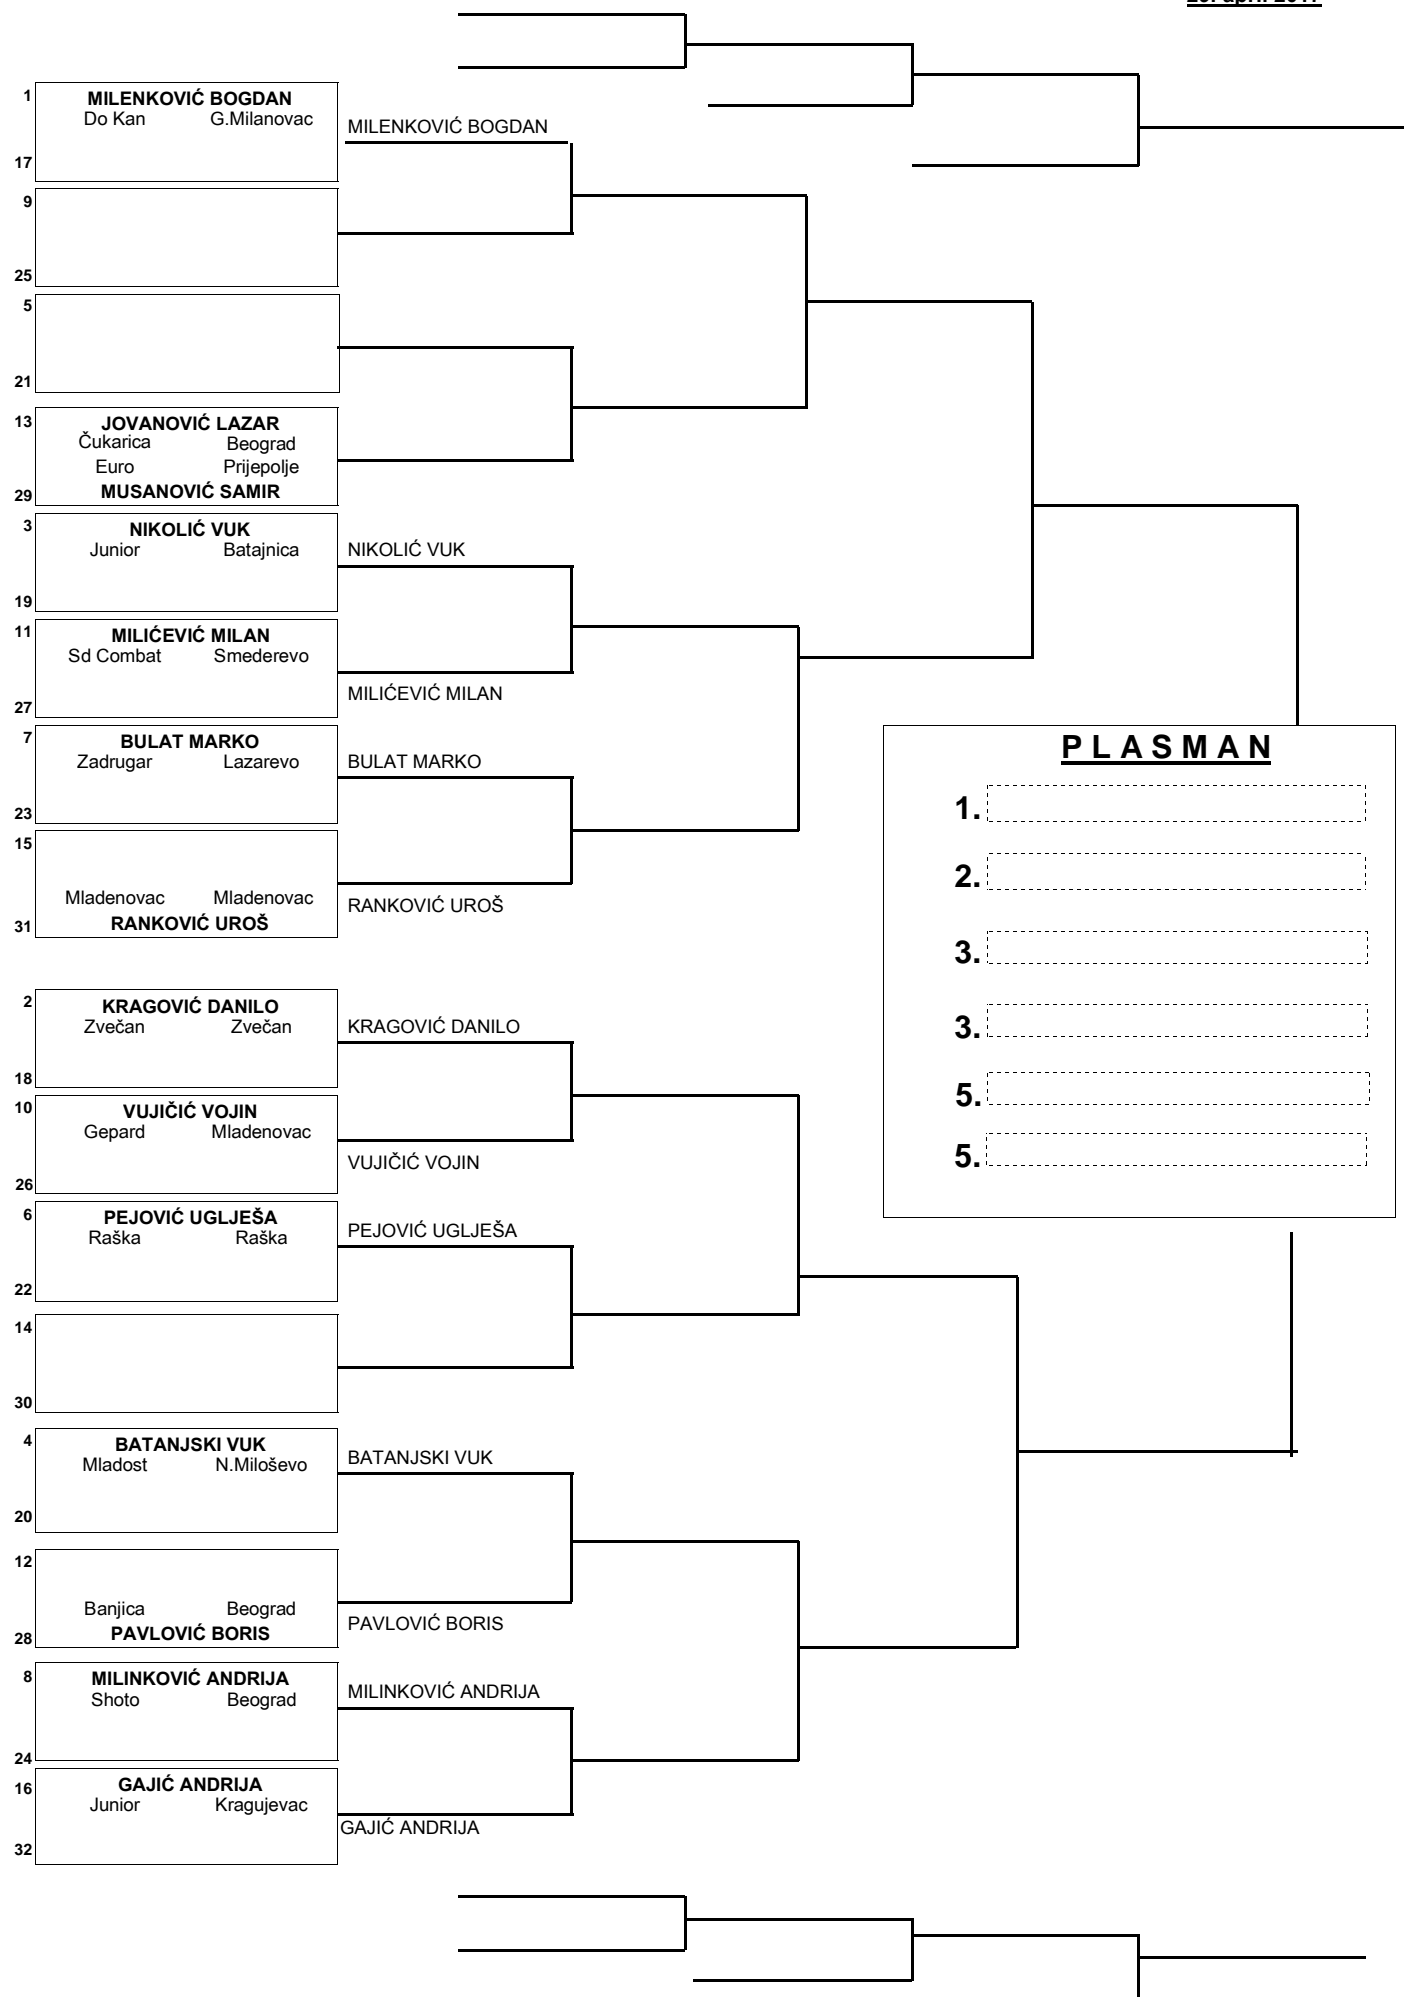 1 MILENKOVIĆ BOGDAN
Do Kan G.Milanovac
MILENKOVIĆ BOGDAN
17
9
25
5
21
13 JOVANOVIĆ LAZAR
Čukarica Beograd
Euro Prijepolje
29 MUSANOVIĆ SAMIR
3 NIKOLIĆ VUK
Junior Batajnica
NIKOLIĆ VUK
19
11 MILIĆEVIĆ MILAN
Sd Combat Smederevo
27
MILIĆEVIĆ MILAN
7 BULAT MARKO
Zadrugar Lazarevo
BULAT MARKO
23
15
Mladenovac Mladenovac
RANKOVIĆ UROŠ
31 RANKOVIĆ UROŠ
PLASMAN
1.
2.
3.
3.
5.
5.
2 KRAGOVIĆ DANILO
Zvečan Zvečan
KRAGOVIĆ DANILO
18
10 VUJIČIĆ VOJIN
Gepard Mladenovac
VUJIČIĆ VOJIN
26
6 PEJOVIĆ UGLJEŠA
Raška Raška
PEJOVIĆ UGLJEŠA
22
14
30
4 BATANJSKI VUK
Mladost N.Miloševo
BATANJSKI VUK
20
12
Banjica Beograd
28 PAVLOVIĆ BORIS
PAVLOVIĆ BORIS
8 MILINKOVIĆ ANDRIJA
Shoto Beograd
MILINKOVIĆ ANDRIJA
24
16 GAJIĆ ANDRIJA
Junior Kragujevac
GAJIĆ ANDRIJA
32